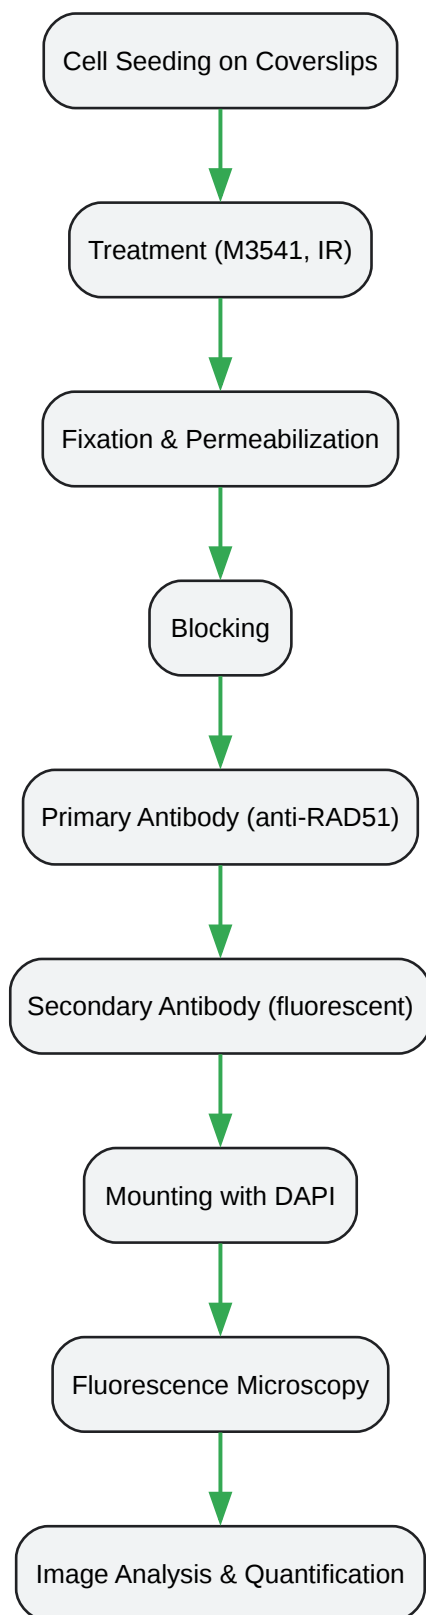 Cell Seeding on Coverslips
Treatment (M3541, IR)
Fixation & Permeabilization
Blocking
Primary Antibody (anti-RAD51)
Secondary Antibody (fluorescent)
Mounting with DAPI
Fluorescence Microscopy
Image Analysis & Quantification